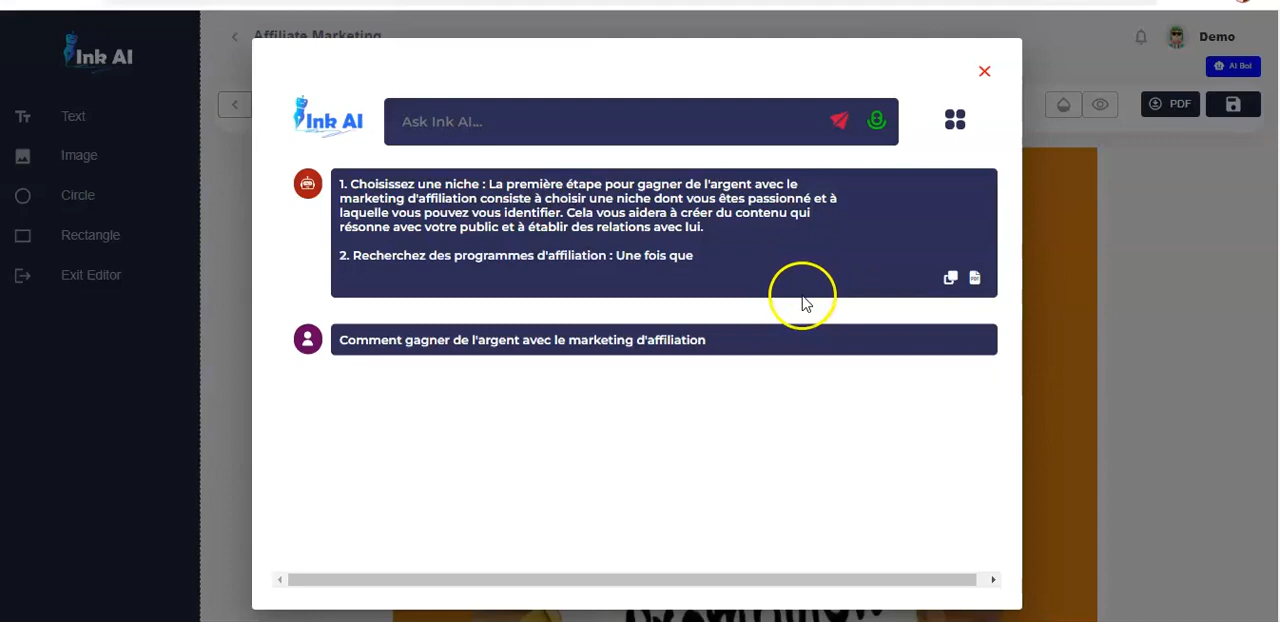 Affiliate Marketing
Demo
AI Bot
Ink AI
Text
Image
Circle
Rectangle
Exit Editor
PDF
Ink AI
Ask Ink AI...
1. Choisissez une niche : La première étape pour gagner de l'argent avec le
marketing d'affiliation consiste à choisir une niche dont vous êtes passionné et à
laquelle vous pouvez vous identifier. Cela vous aidera à créer du contenu qui
résonne avec votre public et à établir des relations avec lui.
2. Recherchez des programmes d'affiliation : Une fois que
PDF
Comment gagner de l'argent avec le marketing d'affiliation